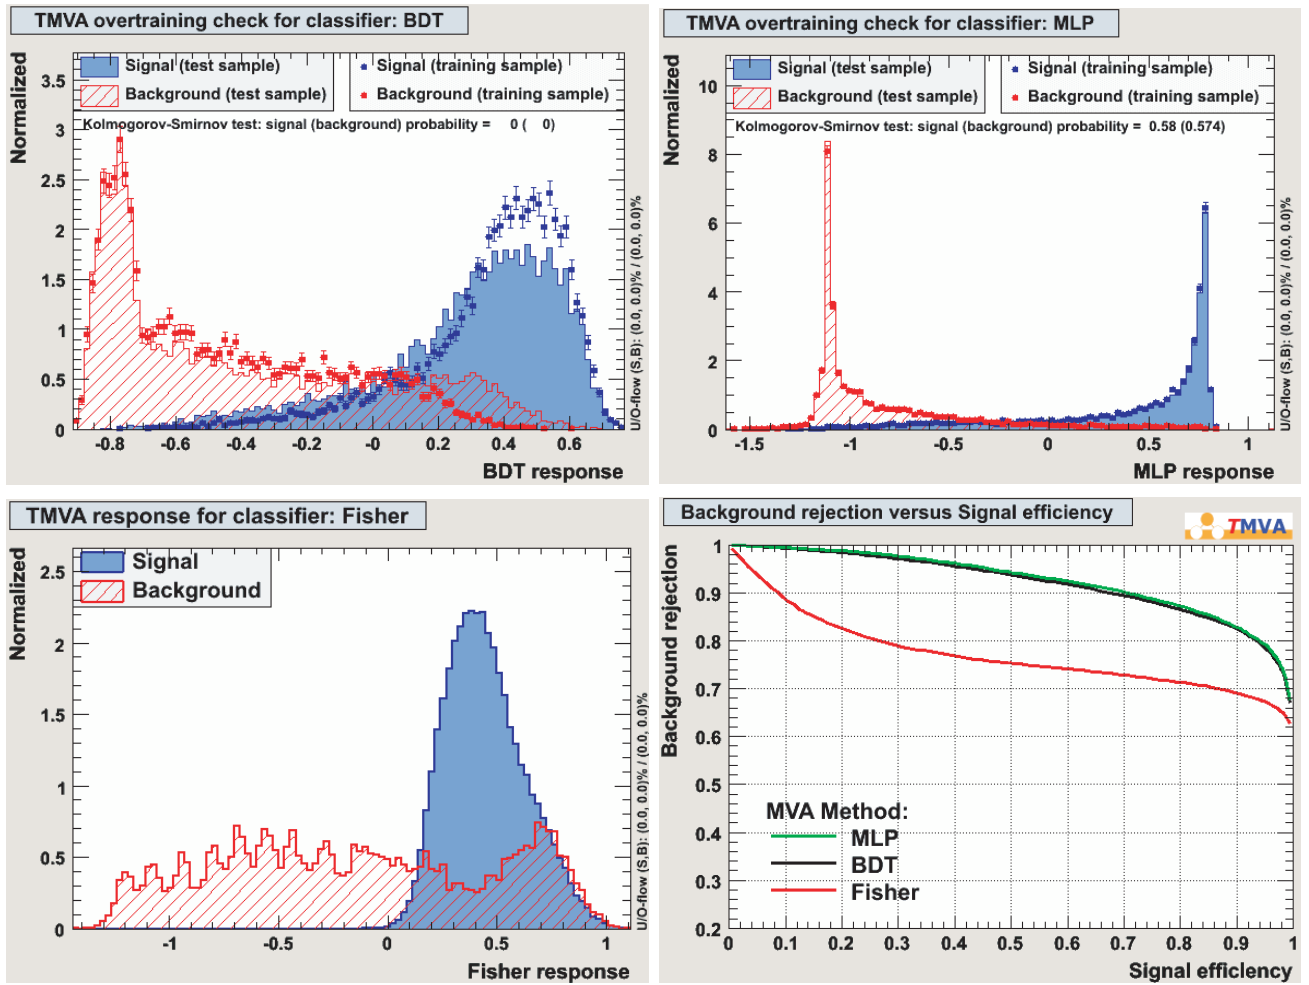 TMVA overtraining check for classifier: BDT
Normalized
3.5
3
2.5
2
1.5
1
0.5
0
Signal (test sample)
Background (test sample)
Signal (training sample)
Background (training sample)
Kolmogorov-Smirnov test: signal (background) probability = 0 ( 0)
-0.8 -0.6 -0.4 -0.2 -0 0.2 0.4 0.6
BDT response
U/O-flow (S,B): (0.0, 0.0)% / (0.0, 0.0)%
TMVA overtraining check for classifier: MLP
Normalized
10
8
6
4
2
0
Signal (test sample)
Background (test sample)
Signal (training sample)
Background (training sample)
Kolmogorov-Smirnov test: signal (background) probability = 0.58 (0.574)
-1.5 -1 -0.5 0 0.5 1
MLP response
U/O-flow (S,B): (0.0, 0.0)% / (0.0, 0.0)%
TMVA response for classifier: Fisher
Normalized
2.5
2
1.5
1
0.5
0
Signal
Background
-1 -0.5 0 0.5 1
Fisher response
U/O-flow (S,B): (0.0, 0.0)% / (0.0, 0.0)%
Background rejection versus Signal efficiency
TMVA
Background rejection
1
0.9
0.8
0.7
0.6
0.5
0.4
0.3
0.2
MVA Method:
MLP
BDT
Fisher
0 0.1 0.2 0.3 0.4 0.5 0.6 0.7 0.8 0.9 1
Signal efficiency